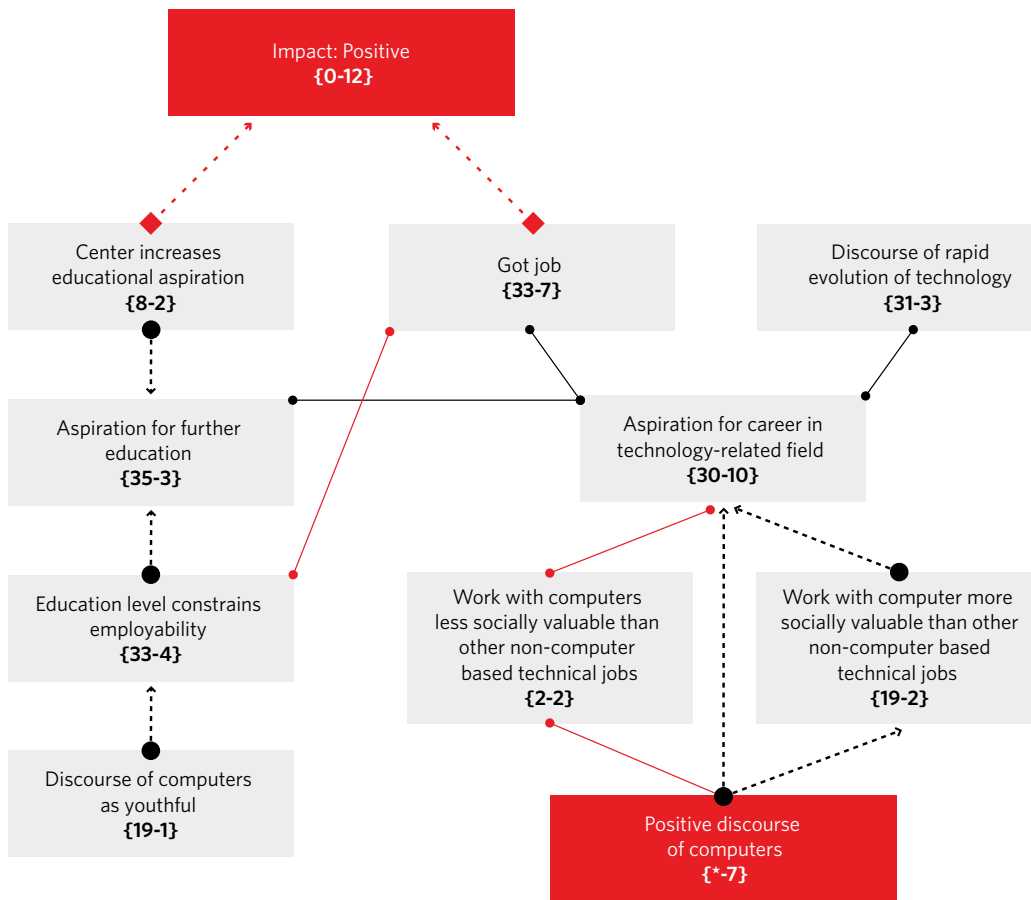 Impact: Positive
{0-12}
Center increases
educational aspiration
{8-2}
Got job
{33-7}
Discourse of rapid
evolution of technology
{31-3}
Aspiration for further
education
{35-3}
Aspiration for career in
technology-related field
{30-10}
Education level constrains
employability
{33-4}
Work with computers
less socially valuable than
other non-computer
based technical jobs
{2-2}
Work with computer more
socially valuable than other
non-computer based
technical jobs
{19-2}
Discourse of computers
as youthful
{19-1}
Positive discourse
of computers
{*-7}